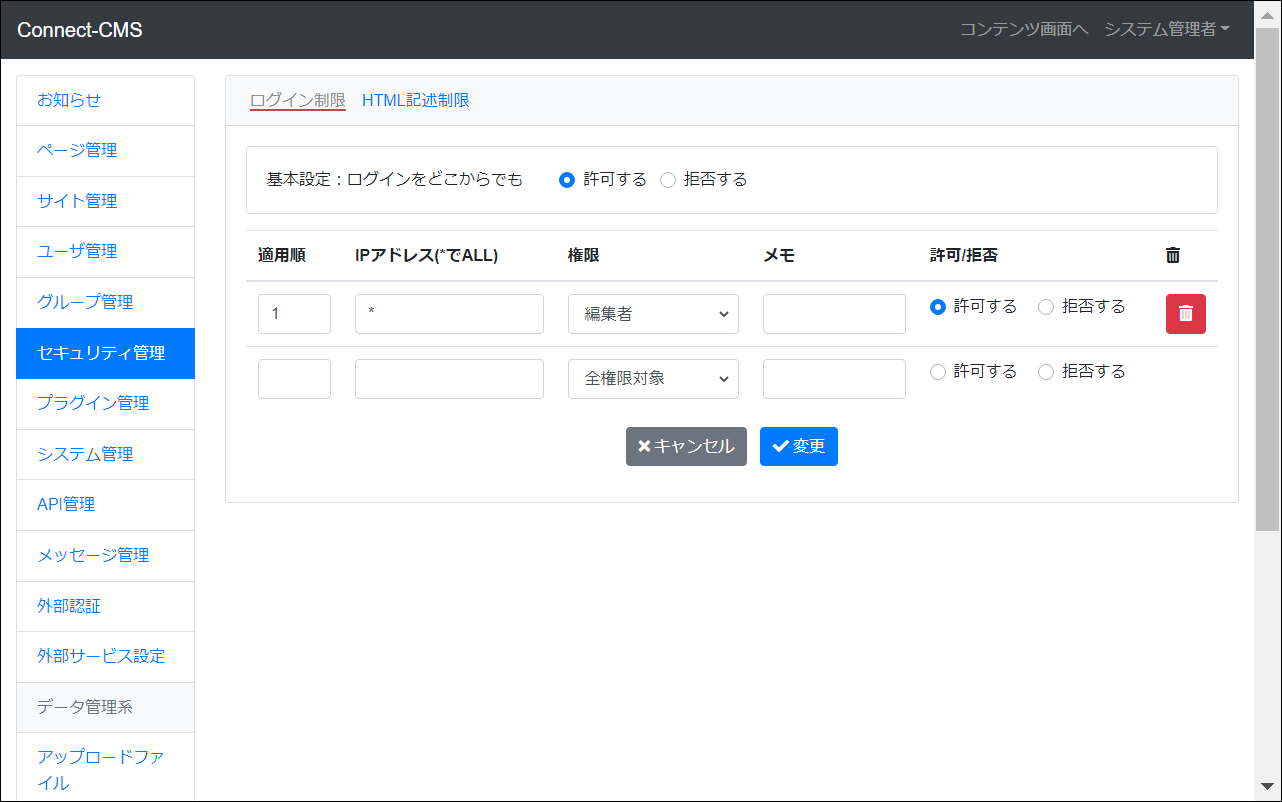 Connect-CMS
コンテンツ画面へ システム管理者
お知らせ
ページ管理
サイト管理
ユーザ管理
グループ管理
セキュリティ管理
プラグイン管理
システム管理
API管理
メッセージ管理
外部認証
外部サービス設定
データ管理系
アップロードファ
イル
ログイン制限 HTML記述制限
基本設定：ログインをどこからでも 許可する 拒否する
適用順 IPアドレス(*でALL) 権限 メモ 許可/拒否
1 * 編集者 許可する 拒否する
全権限対象 許可する 拒否する
キャンセル 変更